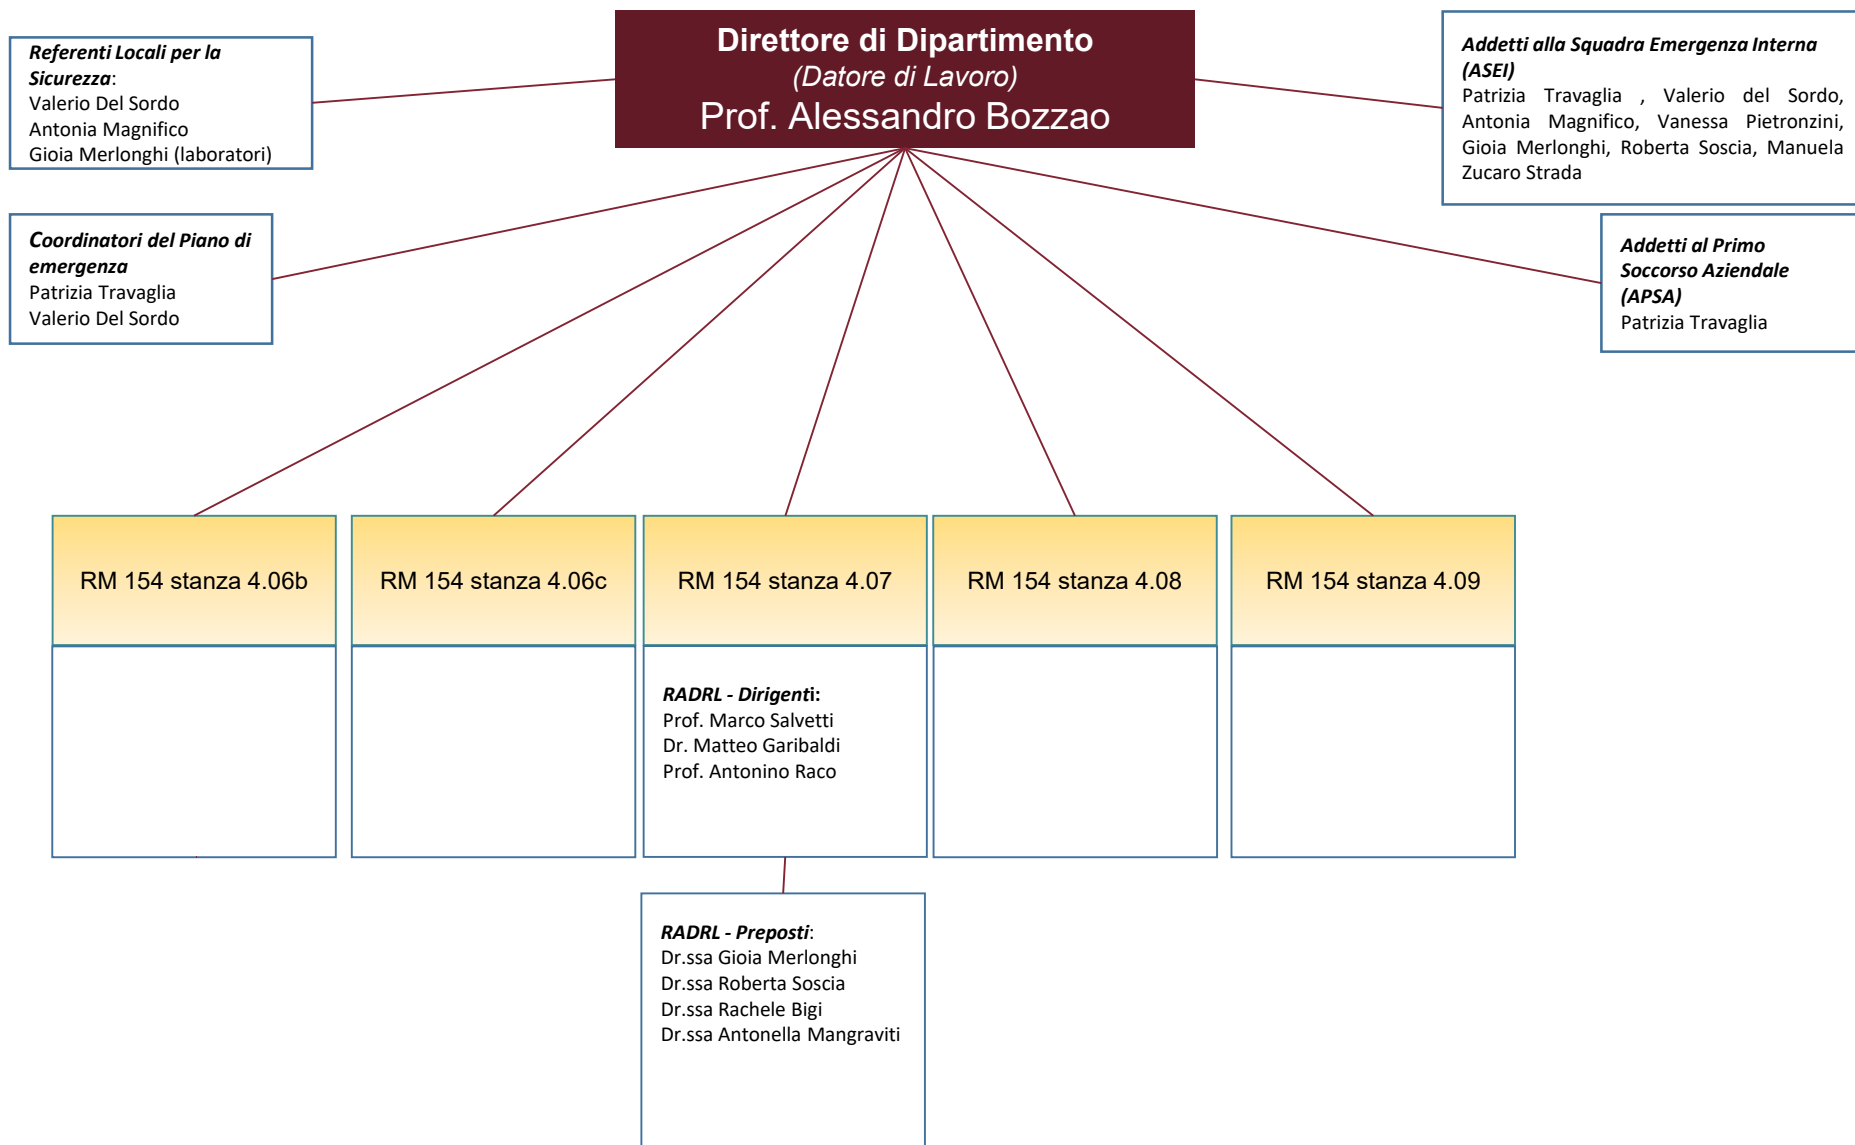 Referenti Locali per la
Sicurezza:
Valerio Del Sordo
Antonia Magnifico
Gioia Merlonghi (laboratori)
Direttore di Dipartimento
(Datore di Lavoro)
Prof. Alessandro Bozzao
Addetti alla Squadra Emergenza Interna
(ASEI)
Patrizia Travaglia , Valerio del Sordo,
Antonia Magnifico, Vanessa Pietronzini,
Gioia Merlonghi, Roberta Soscia, Manuela
Zucaro Strada
Coordinatori del Piano di
emergenza
Patrizia Travaglia
Valerio Del Sordo
Addetti al Primo
Soccorso Aziendale
(APSA)
Patrizia Travaglia
RM 154 stanza 4.06b
RM 154 stanza 4.06c
RM 154 stanza 4.07
RM 154 stanza 4.08
RM 154 stanza 4.09
RADRL - Dirigenti:
Prof. Marco Salvetti
Dr. Matteo Garibaldi
Prof. Antonino Raco
RADRL - Preposti:
Dr.ssa Gioia Merlonghi
Dr.ssa Roberta Soscia
Dr.ssa Rachele Bigi
Dr.ssa Antonella Mangraviti